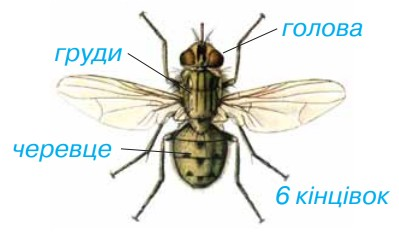 голова
груди
черевце
6 кінцівок